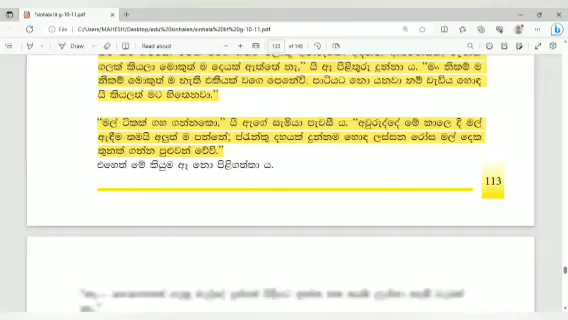 sinhala lit g-10-11.pdf
File
C:/Users/MAHESH/Desktop/edu%20sinhalen/sinhala%20lit%20g-10-11.pdf
Draw
Read aloud
123 of 140
ගලක් කියලා මොකුත් ම දෙයක් ඇත්තේ නෑ," යි ඈ පිළිතුරු දුන්නා ය. "මං නිකම් ම
නිකම් මොකුත් ම නැති එකියක් වගෙ පෙනේවි. පාටියට නො යනවා නම් වැඩිය හොඳ
යි කියලත් මට හිතෙනවා."
"මල් ටිකක් ගහ ගන්නකො," යි ඇගේ සැමියා පැවසී ය. "අවුරුද්දේ මේ කාලෙ දි මල්
ඇඳීම තමයි අලුත් ම පන්නේ; ප්රැන්කු දහයක් දුන්නම හොඳ ලස්සන රෝස මල් දෙක
තුනක් ගන්න පුළුවන් වේවි."
එහෙත් මේ කියුම ඈ නො පිළිගත්තා ය.
113